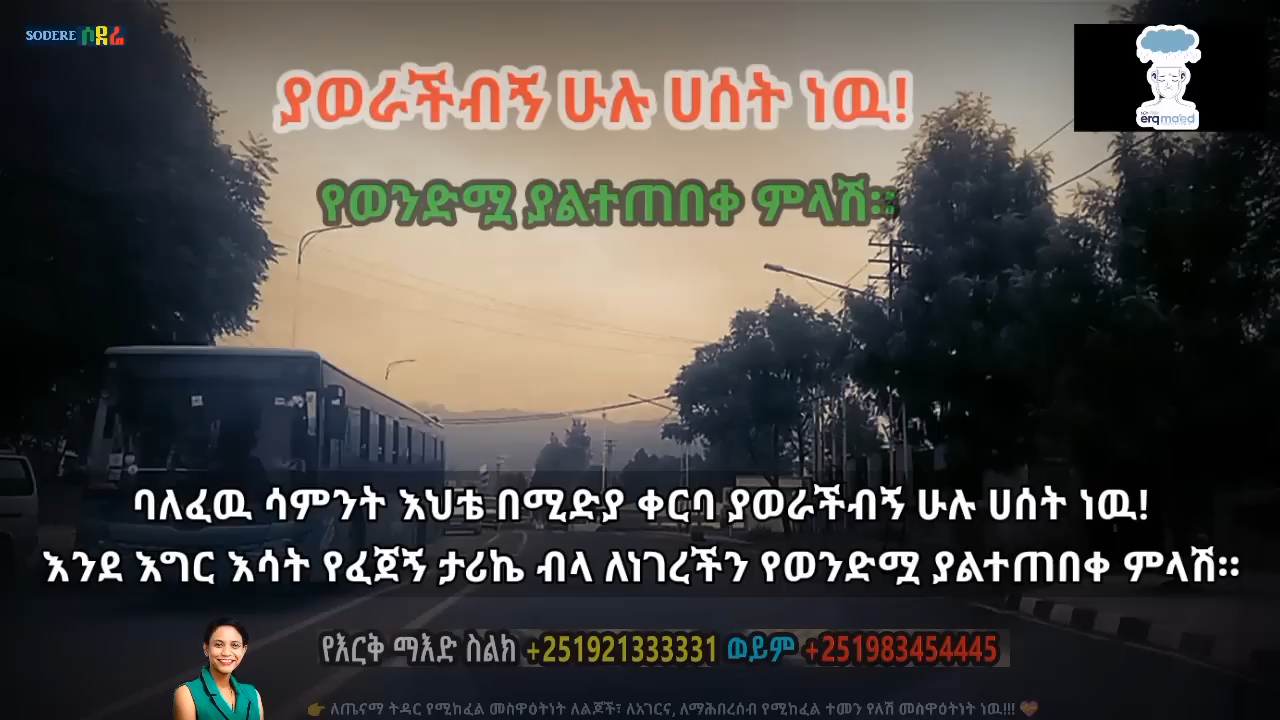 SODERE ሶደሬ
ያወራችብኝ ሁሉ ሀሰት ነዉ!
erqmaed
የወንድሟ ያልተጠበቀ ምላሽ።
ባለፈዉ ሳምንት እህቴ በሚድያ ቀርባ ያወራችብኝ ሁሉ ሀሰት ነዉ!
እንደ እግር እሳት የፈጀኝ ታሪኬ ብላ ለነገረችን የወንድሟ ያልተጠበቀ ምላሽ።
የእርቅ ማእድ ስልክ +251921333331 ወይም +251983454445
👉 ለጤናማ ትዳር የሚከፈል መስዋዕትነት ለልጆች፣ ለአገርና, ለማሕበረሰብ የሚከፈል ተመን የለሽ መስዋዕትነት ነዉ!!! 💝